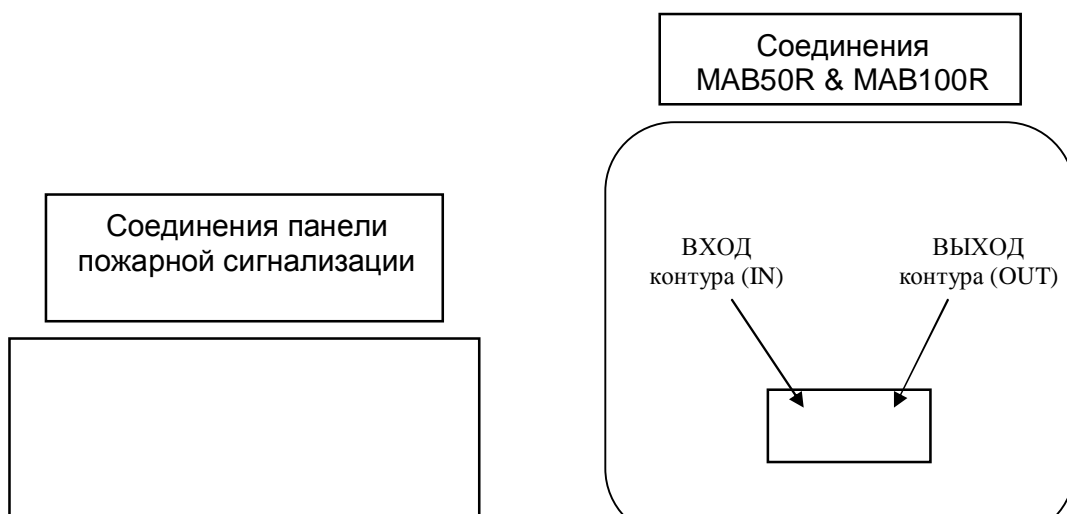 Соединения
MAB50R & MAB100R
Соединения панели
пожарной сигнализации
ВХОД
контура (IN)
ВЫХОД
контура (OUT)